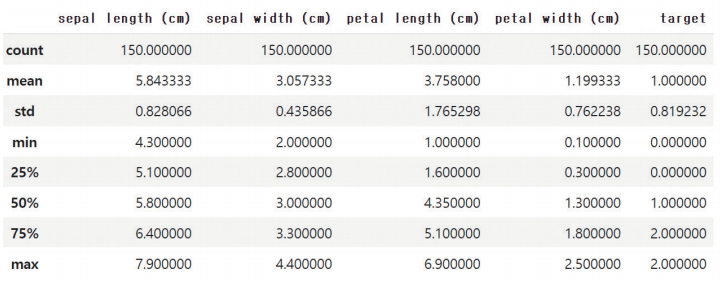 sepal length (cm) sepal width (cm) petal length (cm) petal width (cm) target
count 150.000000 150.000000 150.000000 150.000000 150.000000
mean 5.843333 3.057333 3.758000 1.199333 1.000000
std 0.828066 0.435866 1.765298 0.762238 0.819232
min 4.300000 2.000000 1.000000 0.100000 0.000000
25% 5.100000 2.800000 1.600000 0.300000 0.000000
50% 5.800000 3.000000 4.350000 1.300000 1.000000
75% 6.400000 3.300000 5.100000 1.800000 2.000000
max 7.900000 4.400000 6.900000 2.500000 2.000000